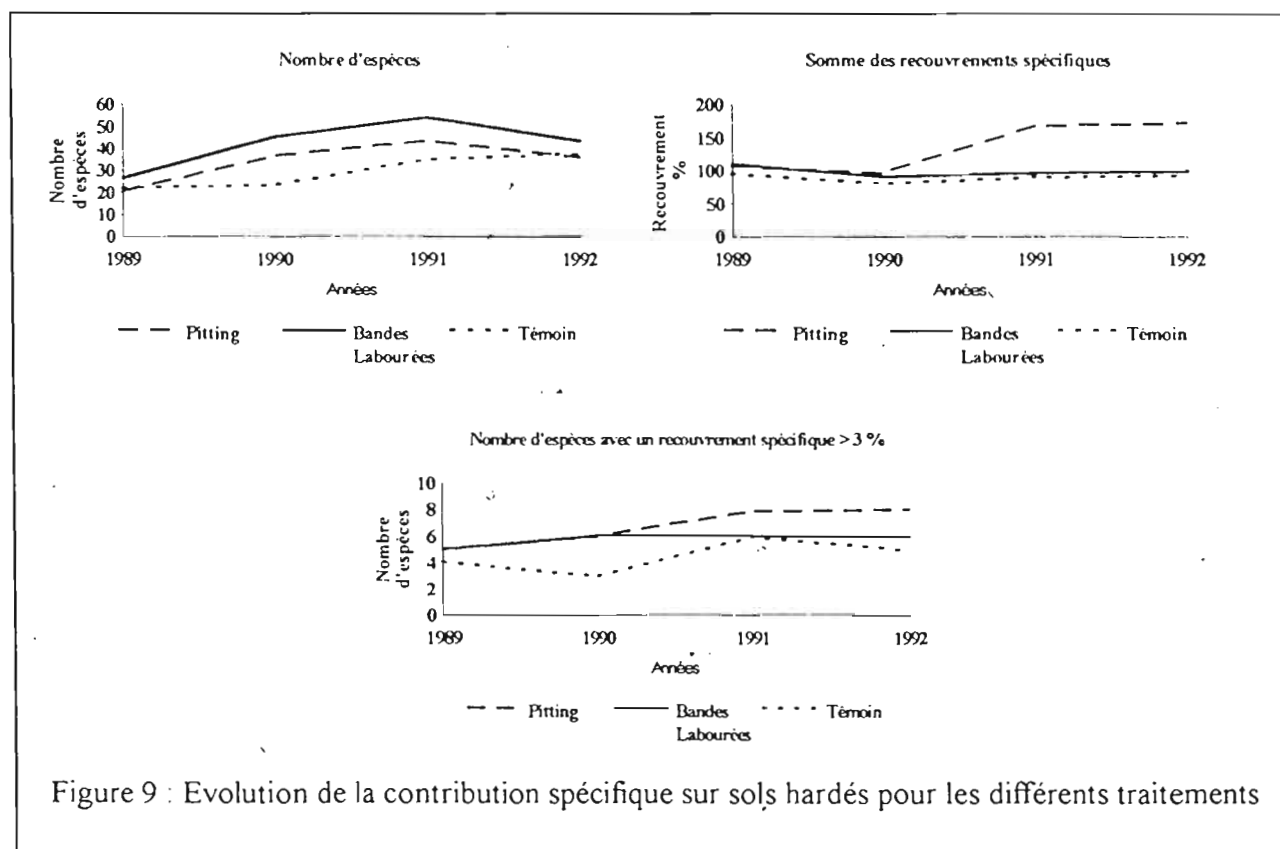 Nombre d'espèces
Nombre
d'espèces
60
50
40
30
20
10
0
1989 1990 1991 1992
Années
Pitting Bandes Témoin
Labourées
Somme des recouvrements spécifiques
Recouvrement
%
200
150
100
50
0
1989 1990 1991 1992
Années
Pitting Bandes Témoin
Labourées
Nombre d'espèces avec un recouvrement spécifique >3 %
Nombre
d'espèces
10
8
6
4
2
0
1989 1990 1991 1992
Années
Pitting Bandes Témoin
Labourées
Figure 9 : Evolution de la contribution spécifique sur sols hardés pour les différents traitements